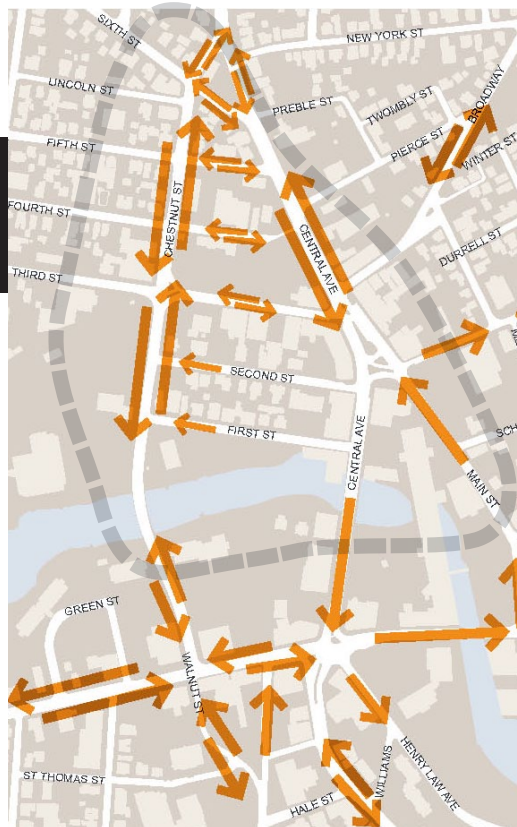 SIXTH ST
NEW YORK ST
LINCOLN ST
PREBLE ST
TWOMBLY ST
BROADWAY
FIFTH ST
PIERCE ST
WINTER ST
FOURTH ST
CHESTNUT ST
CENTRAL AVE
DURRELL ST
THIRD ST
SECOND ST
FIRST ST
CENTRAL AVE
SCH
MAIN ST
GREEN ST
WALNUT ST
ST THOMAS ST
HALE ST
WILLIAMS
HENRY LAW AVE